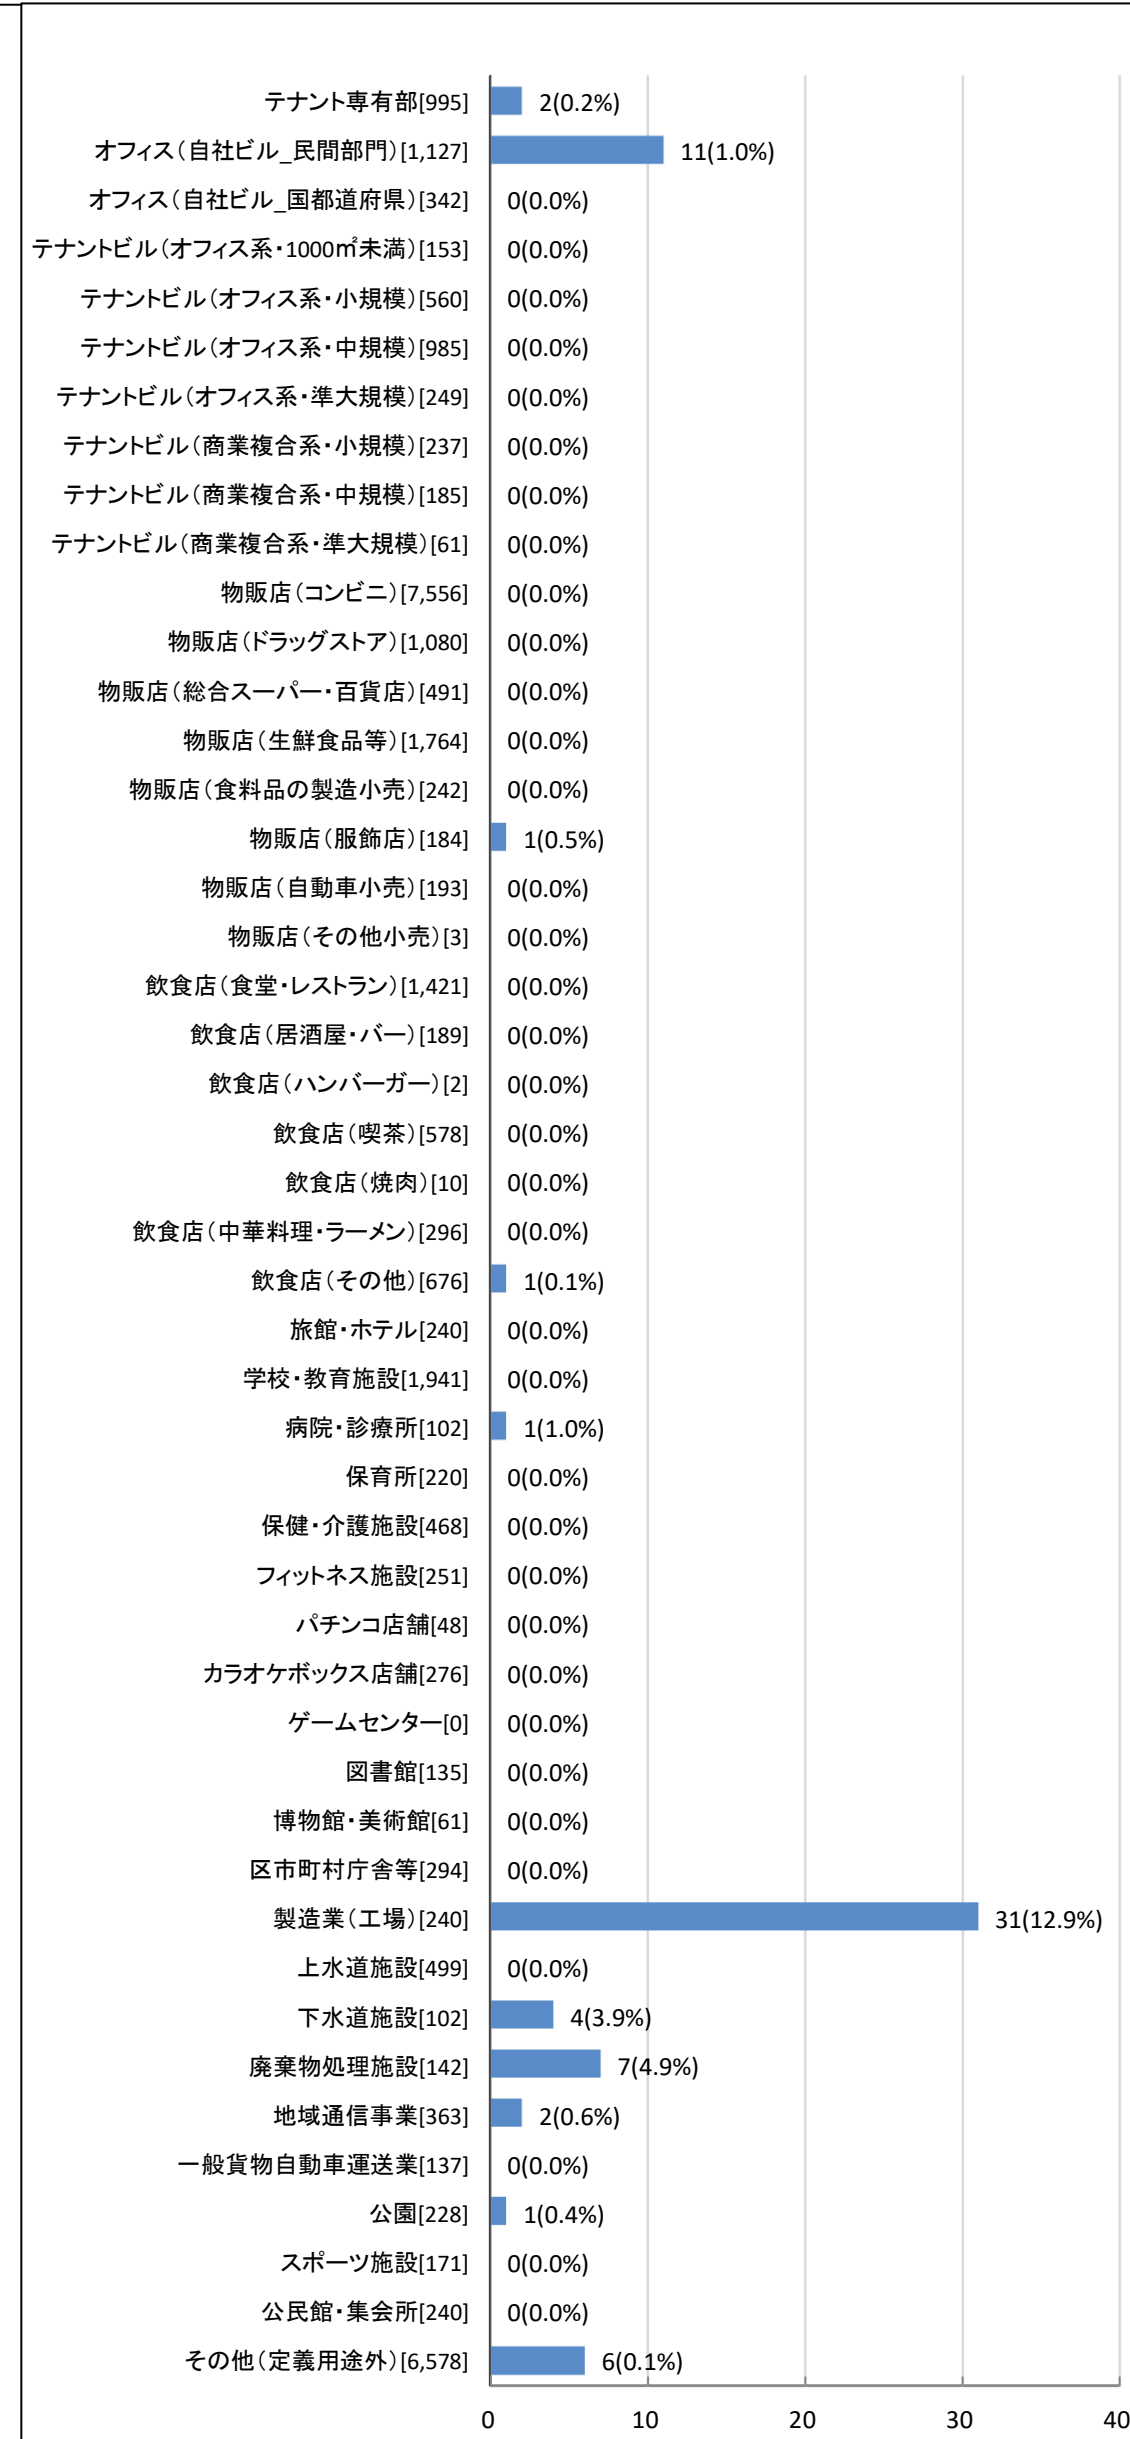 テナント専有部[995] 2(0.2%)
オフィス(自社ビル_民間部門)[1,127] 11(1.0%)
オフィス(自社ビル_国都道府県)[342] 0(0.0%)
テナントビル(オフィス系・1000㎡未満)[153] 0(0.0%)
テナントビル(オフィス系・小規模)[560] 0(0.0%)
テナントビル(オフィス系・中規模)[985] 0(0.0%)
テナントビル(オフィス系・準大規模)[249] 0(0.0%)
テナントビル(商業複合系・小規模)[237] 0(0.0%)
テナントビル(商業複合系・中規模)[185] 0(0.0%)
テナントビル(商業複合系・準大規模)[61] 0(0.0%)
物販店(コンビニ)[7,556] 0(0.0%)
物販店(ドラッグストア)[1,080] 0(0.0%)
物販店(総合スーパー・百貨店)[491] 0(0.0%)
物販店(生鮮食品等)[1,764] 0(0.0%)
物販店(食料品の製造小売)[242] 0(0.0%)
物販店(服飾店)[184] 1(0.5%)
物販店(自動車小売)[193] 0(0.0%)
物販店(その他小売)[3] 0(0.0%)
飲食店(食堂・レストラン)[1,421] 0(0.0%)
飲食店(居酒屋・バー)[189] 0(0.0%)
飲食店(ハンバーガー)[2] 0(0.0%)
飲食店(喫茶)[578] 0(0.0%)
飲食店(焼肉)[10] 0(0.0%)
飲食店(中華料理・ラーメン)[296] 0(0.0%)
飲食店(その他)[676] 1(0.1%)
旅館・ホテル[240] 0(0.0%)
学校・教育施設[1,941] 0(0.0%)
病院・診療所[102] 1(1.0%)
保育所[220] 0(0.0%)
保健・介護施設[468] 0(0.0%)
フィットネス施設[251] 0(0.0%)
パチンコ店舗[48] 0(0.0%)
カラオケボックス店舗[276] 0(0.0%)
ゲームセンター[0] 0(0.0%)
図書館[135] 0(0.0%)
博物館・美術館[61] 0(0.0%)
区市町村庁舎等[294] 0(0.0%)
製造業(工場)[240] 31(12.9%)
上水道施設[499] 0(0.0%)
下水道施設[102] 4(3.9%)
廃棄物処理施設[142] 7(4.9%)
地域通信事業[363] 2(0.6%)
一般貨物自動車運送業[137] 0(0.0%)
公園[228] 1(0.4%)
スポーツ施設[171] 0(0.0%)
公民館・集会所[240] 0(0.0%)
その他(定義用途外)[6,578] 6(0.1%)
0 10 20 30 40